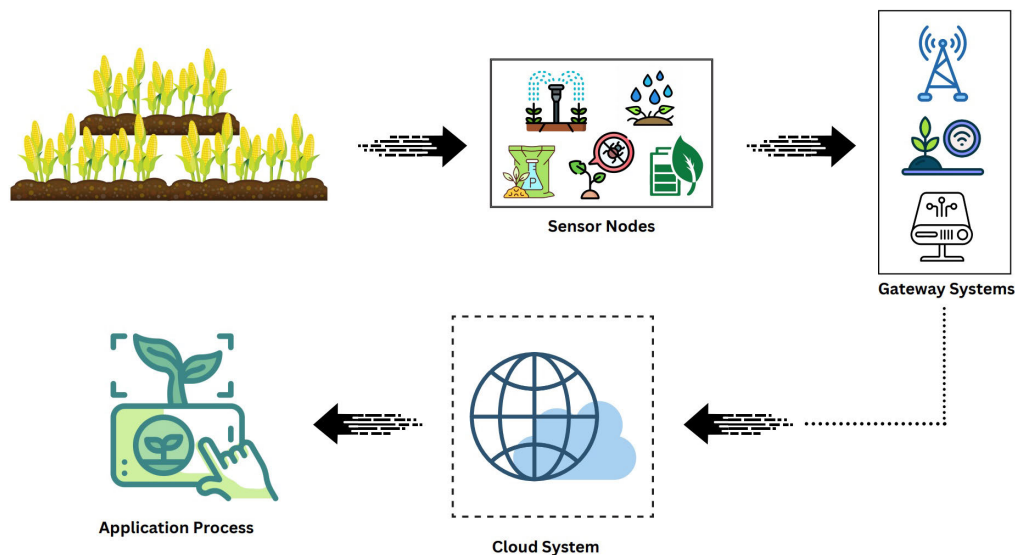 P
Sensor Nodes
Gateway Systems
Application Process
Cloud System